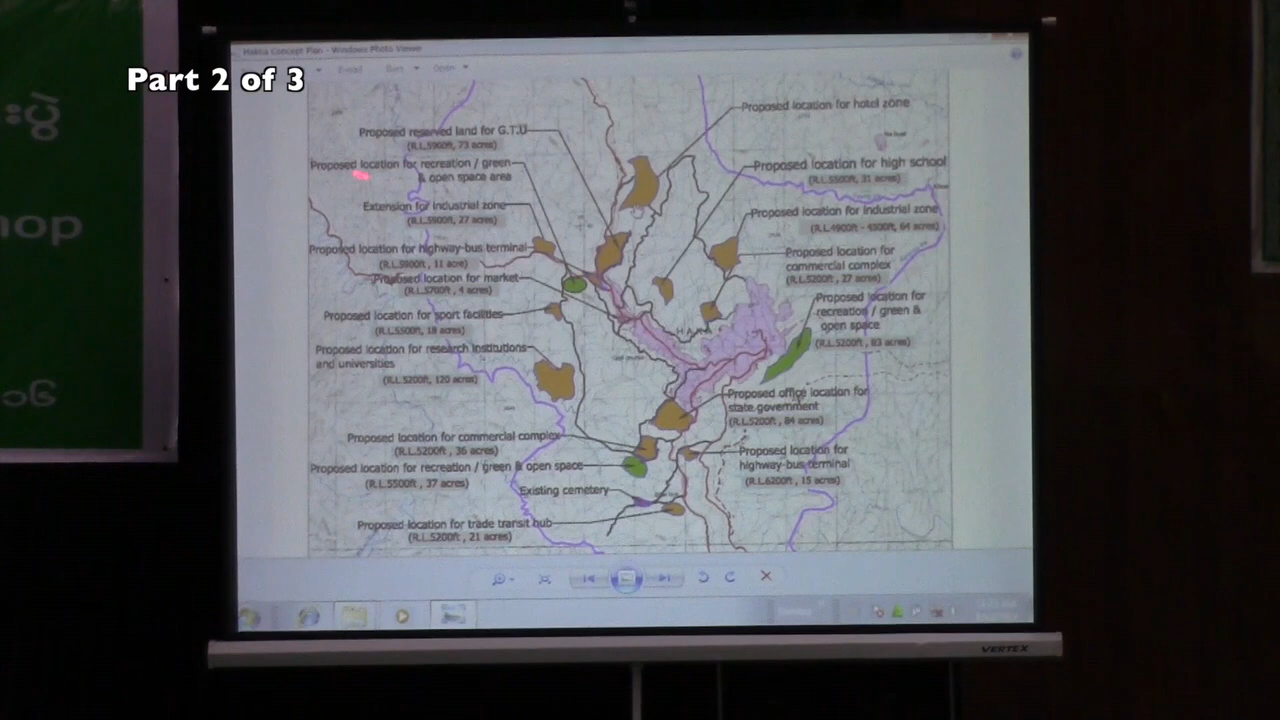 Part 2 of 3
hop
Hakha Concept Plan - Windows Photo Viewer
E-mail
Burn
Open
Proposed location for hotel zone
Proposed reserved land for G.T.U
(R.L.5900ft, 73 acres)
Proposed location for recreation / green
& open space area
Proposed location for high school
(R.L.5500ft, 31 acres)
Extension for industrial zone
(R.L.5900ft, 27 acres)
Proposed location for industrial zone
(R.L.4900ft - 4500ft, 64 acres)
Proposed location for highway-bus terminal
(R.L.5900ft , 11 acre)
Proposed location for
commercial complex
(R.L.5200ft , 27 acres)
Proposed location for market
(R.L.5700ft , 4 acres)
Proposed location for
recreation / green &
open space
(R.L.5200ft , 83 acres)
Proposed location for sport facilities
(R.L.5500ft , 18 acres)
Proposed location for research institutions
and universities
(R.L.5200ft , 120 acres)
Proposed office location for
state government
(R.L.5200ft , 84 acres)
Proposed location for commercial complex
(R.L.5200ft , 36 acres)
Proposed location for
highway-bus terminal
(R.L.6200ft , 15 acres)
Proposed location for recreation / green & open space
(R.L.5500ft , 37 acres)
Existing cemetery
Proposed location for trade transit hub
(R.L.5200ft , 21 acres)
VERTEX